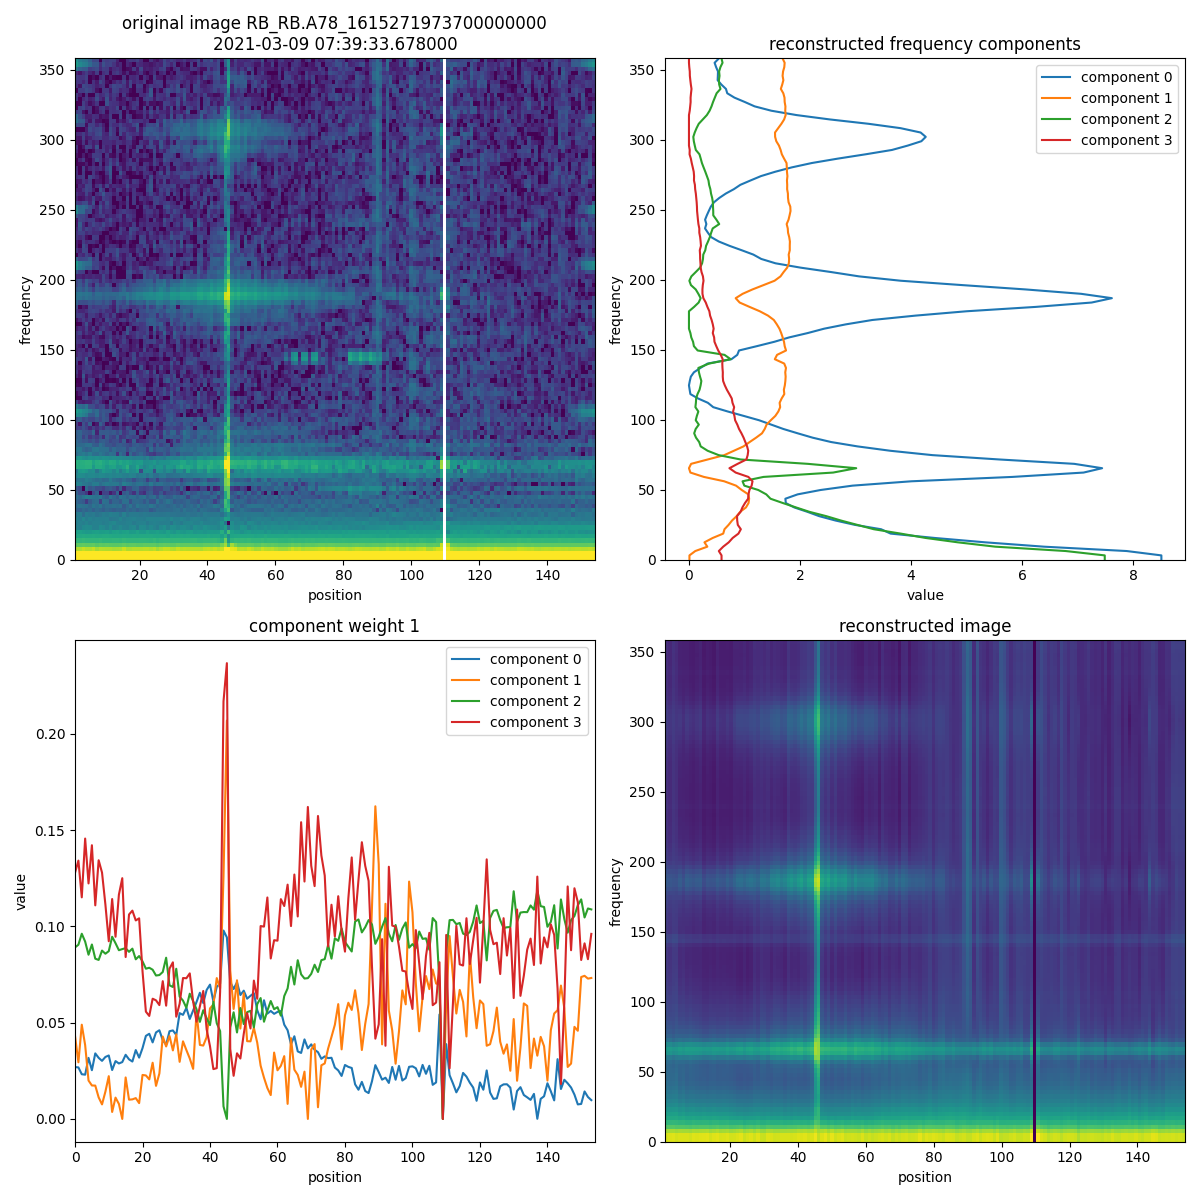 original image RB_RB.A78_1615271973700000000
2021-03-09 07:39:33.678000
frequency
350
300
250
200
150
100
50
0
20 40 60 80 100 120 140
position
reconstructed frequency components
component 0
component 1
component 2
component 3
frequency
350
300
250
200
150
100
50
0
0 2 4 6 8
value
component weight 1
component 0
component 1
component 2
component 3
value
0.20
0.15
0.10
0.05
0.00
0 20 40 60 80 100 120 140
position
reconstructed image
frequency
350
300
250
200
150
100
50
0
20 40 60 80 100 120 140
position